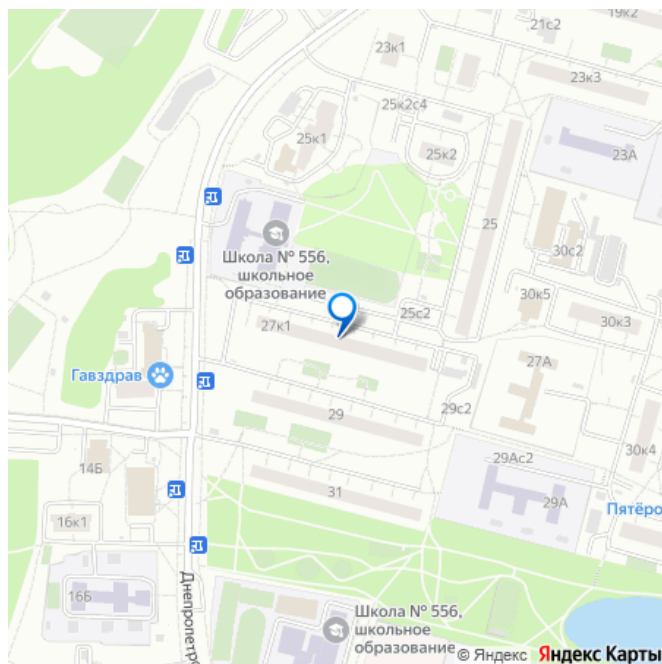 19к2
21с2
23к1
23к3
25к2с4
25к1
25к2
23А
25
30с2
Школа № 556,
школьное
образование
30к5
25с2
27к1
30к3
27А
Гавздрав
29
29с2
29Ас2
30к4
14Б
31
29А
Пятёро
16к1
16Б
Днепропетро
Школа № 556,
школьное
образование
© Яндекс Яндекс Карты